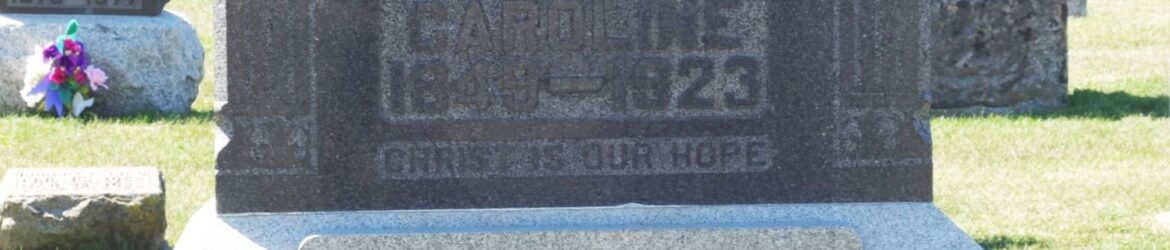 CAROLINE
1849–1923
CHRIST IS OUR HOPE